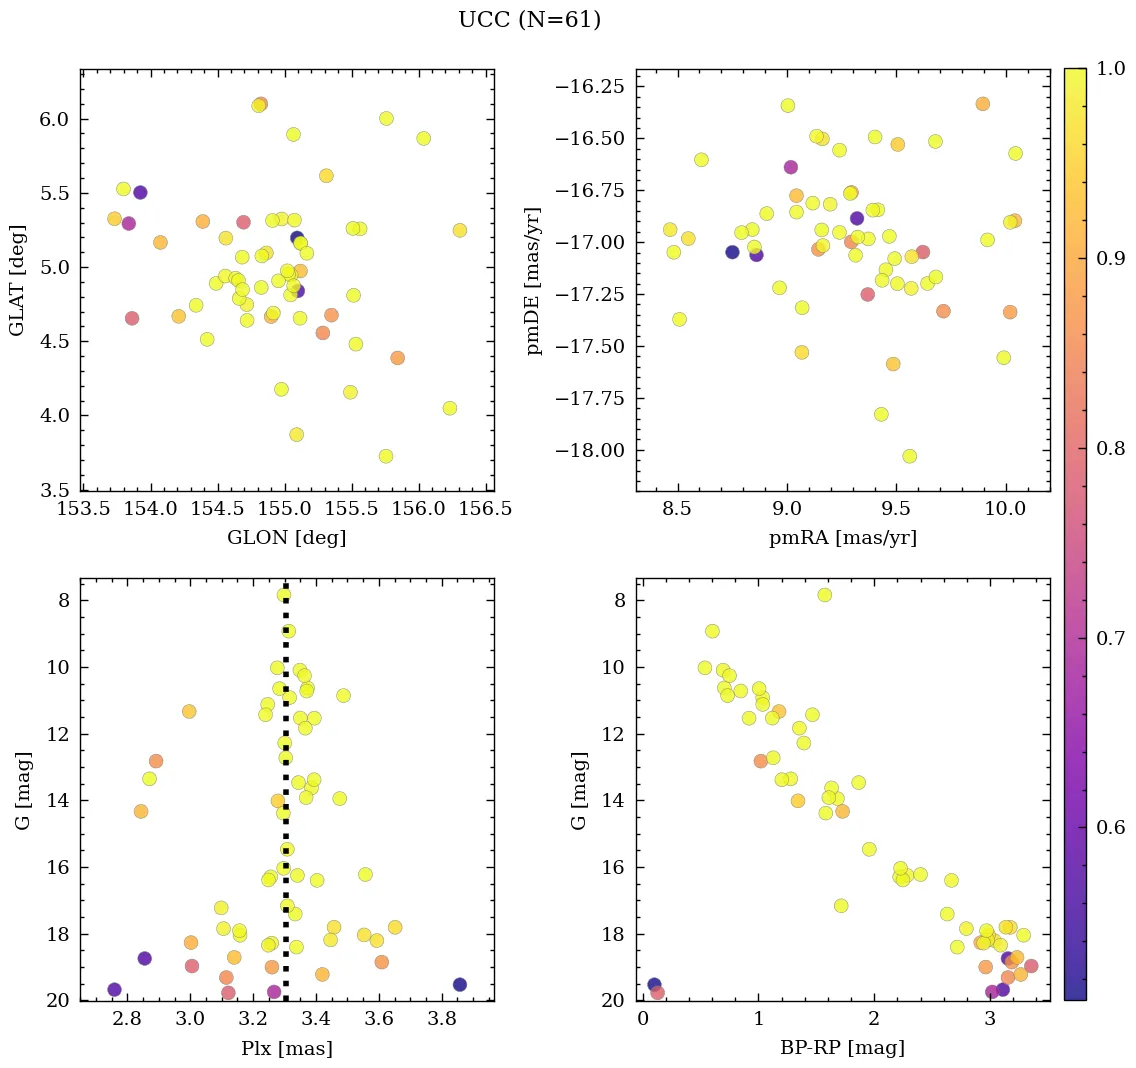 UCC (N=61)
6.0
5.5
5.0
4.5
4.0
3.5
GLAT [deg]
153.5 154.0 154.5 155.0 155.5 156.0 156.5
GLON [deg]
−16.25
−16.50
−16.75
−17.00
−17.25
−17.50
−17.75
−18.00
pmDE [mas/yr]
8.5 9.0 9.5 10.0
pmRA [mas/yr]
8
10
12
14
16
18
20
G [mag]
2.8 3.0 3.2 3.4 3.6 3.8
Plx [mas]
8
10
12
14
16
18
20
G [mag]
0 1 2 3
BP-RP [mag]
1.0
0.9
0.8
0.7
0.6